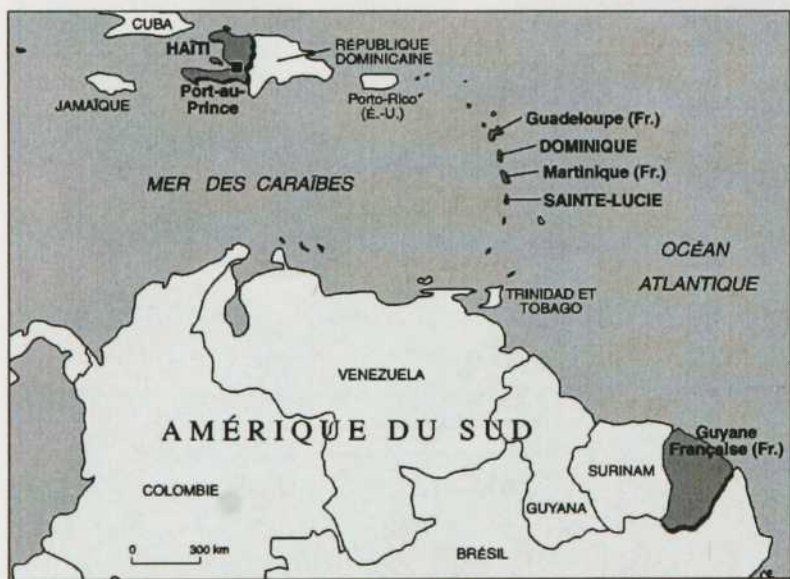 CUBA
HAÏTI
RÉPUBLIQUE
DOMINICAINE
Port-au-
Prince
JAMAÏQUE
Porto-Rico
(É.-U.)
Guadeloupe (Fr.)
DOMINIQUE
Martinique (Fr.)
SAINTE-LUCIE
MER DES CARAÏBES
OCÉAN
ATLANTIQUE
TRINIDAD ET
TOBAGO
VENEZUELA
AMÉRIQUE DU SUD
Guyane
Française (Fr.)
SURINAM
COLOMBIE
GUYANA
0 300 km
BRÉSIL